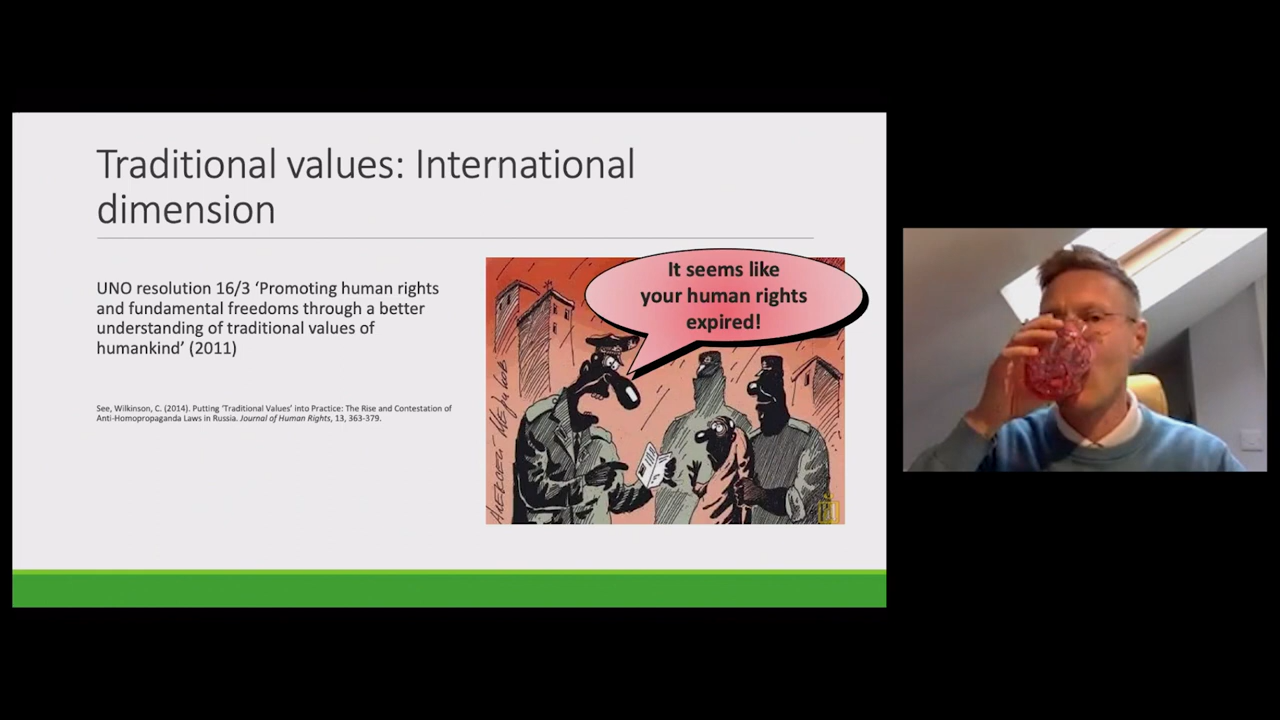 Traditional values: International
dimension
UNO resolution 16/3 ‘Promoting human rights
and fundamental freedoms through a better
understanding of traditional values of
humankind’ (2011)
See, Wilkinson, C. (2014). Putting ‘Traditional Values’ into Practice: The Rise and Contestation of
Anti-Homopropaganda Laws in Russia. Journal of Human Rights, 13, 363-379.
It seems like
your human rights
expired!